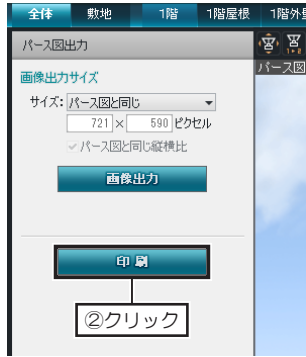 全体 敷地 1階 1階屋根 1階外
パース図出力
パース図
画像出力サイズ
サイズ: パース図と同じ
721 × 590 ピクセル
パース図と同じ縦横比
画像出力
印刷
②クリック